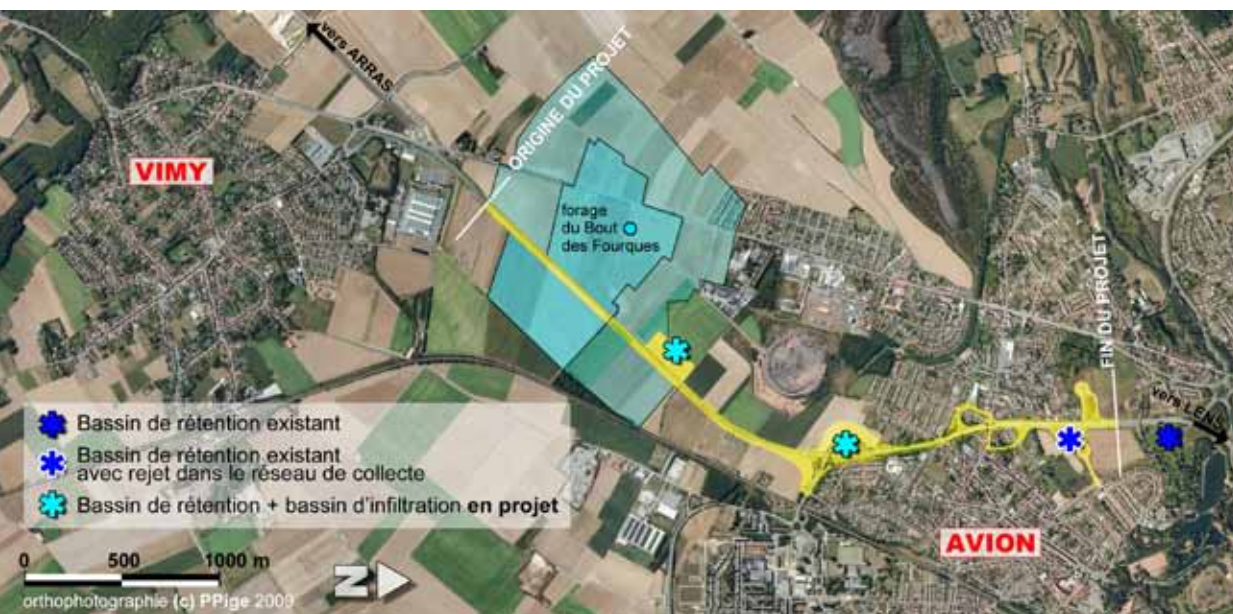 vers ARRAS
ORIGINE DU PROJET
VIMY
forage
du Bout
des Fourques
FIN DU PROJET
vers LENS
Bassin de rétention existant
Bassin de rétention existant
avec rejet dans le réseau de collecte
Bassin de rétention + bassin d'infiltration en projet
AVION
0 500 1000 m
N
orthophotographie (c) PPige 2009